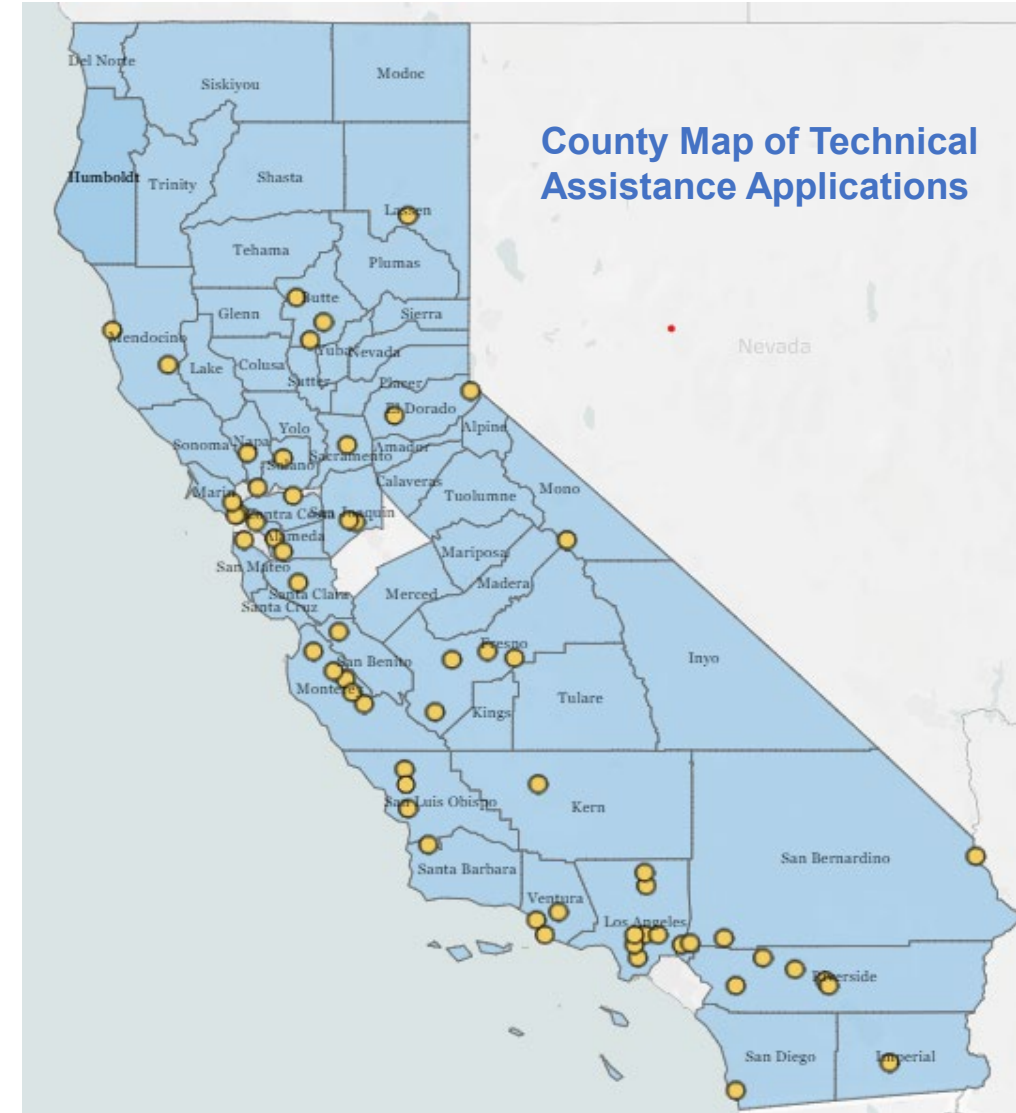 County Map of Technical
Assistance Applications
Del Norte
Siskiyou
Modoc
Humboldt
Trinity
Shasta
Lassen
Tehama
Plumas
Butte
Glenn
Sierra
Mendocino
Lake
Colusa
Yuba
Nevada
Nevada
Sutter
Placer
El Dorado
Yolo
Alpine
Sonoma
Napa
Sacramento
Amador
Solano
Calaveras
Marin
Tuolumne
Mono
Contra Costa
San Joaquin
Alameda
Mariposa
San Mateo
Madera
Santa Clara
Merced
Santa Cruz
Fresno
San Benito
Inyo
Monterey
Tulare
Kings
San Luis Obispo
Kern
San Bernardino
Santa Barbara
Ventura
Los Angeles
Riverside
San Diego
Imperial